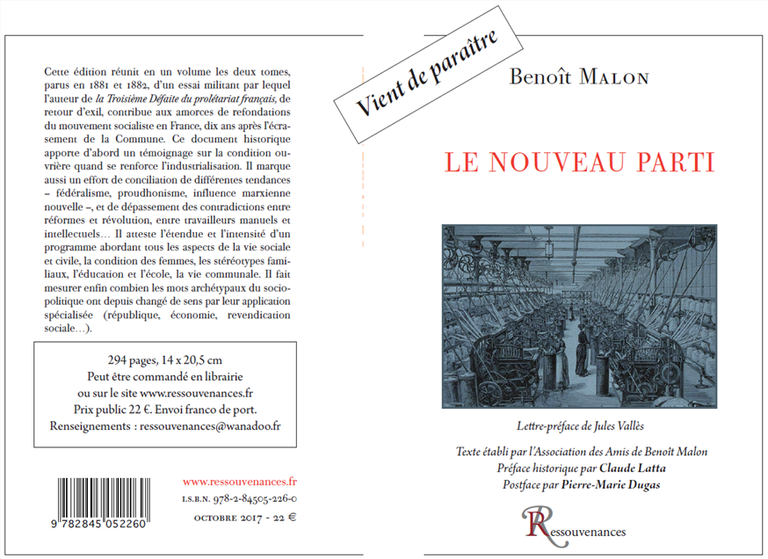 Cette édition réunit en un volume les deux tomes,
parus en 1881 et 1882, d’un essai militant par lequel
l’auteur de la Troisième Défaite du prolétariat français, de
retour d’exil, contribue aux amorces de refondations
du mouvement socialise en France, dix ans après l’écra-
sement de la Commune. Ce document historique
apporte d’abord un témoignage sur la condition ou-
vrière quand se renforce l’industrialisation. Il marque
aussi un effort de conciliation de différentes tendances
– fédéralisme, proudhonisme, influence marxienne
nouvelle –, et de dépassement des contradictions entre
réformes et révolution, entre travailleurs manuels et
intellectuels… Il atteste l’étendue et l’intensité d’un
programme abordant tous les aspects de la vie sociale
et civile, la condition des femmes, les stéréotypes fami-
liaux, l’éducation et l’école, la vie communale. Il fait
mesurer enfin combien les mots archétypaux du socio-
politique ont depuis changé de sens par leur application
spécialisée (république, économie, revendication
sociale…).
294 pages, 14 x 20,5 cm
Peut être commandé en librairie
ou sur le site www.ressouvenances.fr
Prix public 22 €. Envoi franco de port.
Renseignements : ressouvenances@wanadoo.fr
www.ressouvenances.fr
I.S.B.N. 978-2-84505-226-0
OCTOBRE 2017 - 22 €
9 782845 052260
Vient de paraître
Benoît MALON
LE NOUVEAU PARTI
Lettre-préface de Jules Vallès
Texte établi par l’Association des Amis de Benoît Malon
Préface historique par Claude Latta
Postface par Pierre-Marie Dugas
Ressouvenances